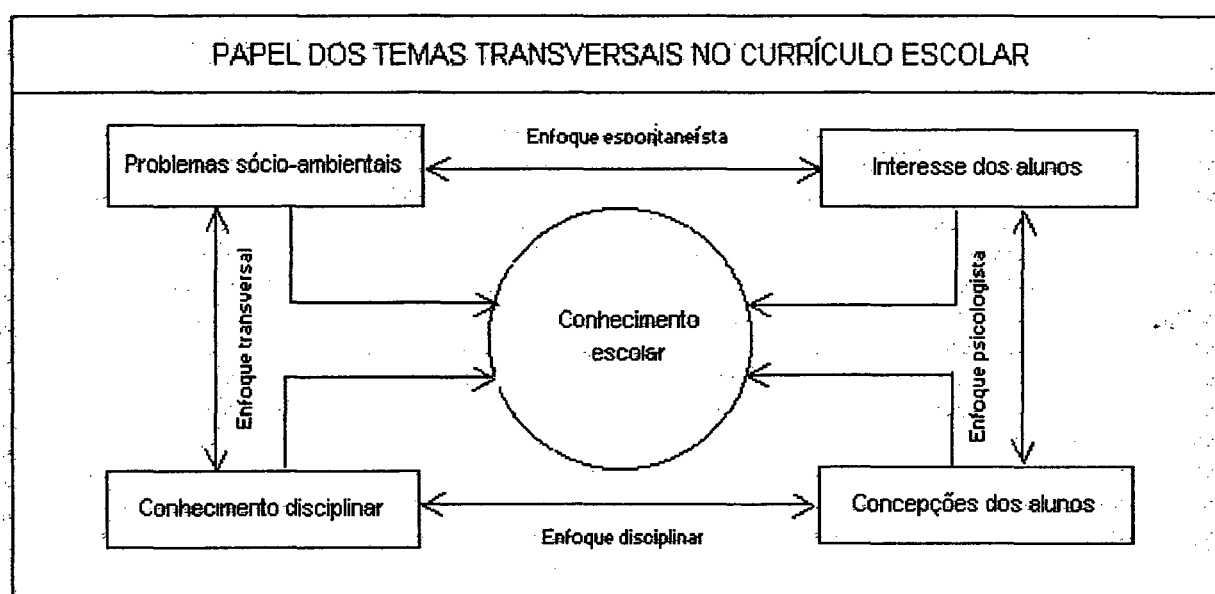 PAPEL DOS TEMAS TRANSVERSAIS NO CURRÍCULO ESCOLAR
Enfoque espontaneísta
Problemas sócio-ambientais
Interesse dos alunos
Enfoque transversal
Conhecimento
escolar
Enfoque psicologista
Conhecimento disciplinar
Concepções dos alunos
Enfoque disciplinar